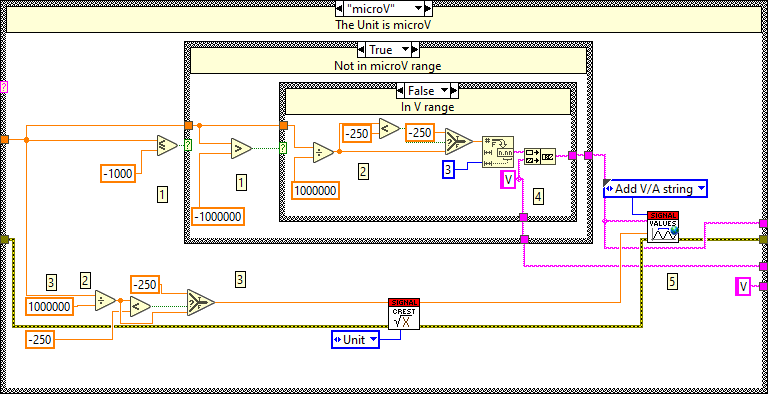 "microV"
The Unit is microV
True
Not in microV range
False
In V range
-250
-250
≤
>
<
÷
?
T
F
#
n.nn
3
V
-1000
1
-1000000
1
1000000
2
4
Add V/A string
SIGNAL
VALUES
5
V
3
2
-250
3
1000000
÷
<
?
T
F
-250
SIGNAL
CREST
√X
Unit